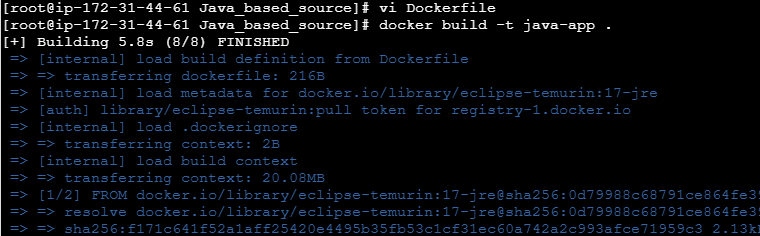 [root@ip-172-31-44-61 Java_based_source]# vi Dockerfile
[root@ip-172-31-44-61 Java_based_source]# docker build -t java-app .
[+] Building 5.8s (8/8) FINISHED
=> [internal] load build definition from Dockerfile
=> => transferring dockerfile: 216B
=> [internal] load metadata for docker.io/library/eclipse-temurin:17-jre
=> [auth] library/eclipse-temurin:pull token for registry-1.docker.io
=> [internal] load .dockerignore
=> => transferring context: 2B
=> [internal] load build context
=> => transferring context: 20.08MB
=> [1/2] FROM docker.io/library/eclipse-temurin:17-jre@sha256:0d79988c68791ce864fe39
=> => resolve docker.io/library/eclipse-temurin:17-jre@sha256:0d79988c68791ce864fe39
=> => sha256:f171c641f52a1aff25420e4495b35fb53c1cf31ec60a742a2c993afce71959c3 2.13k